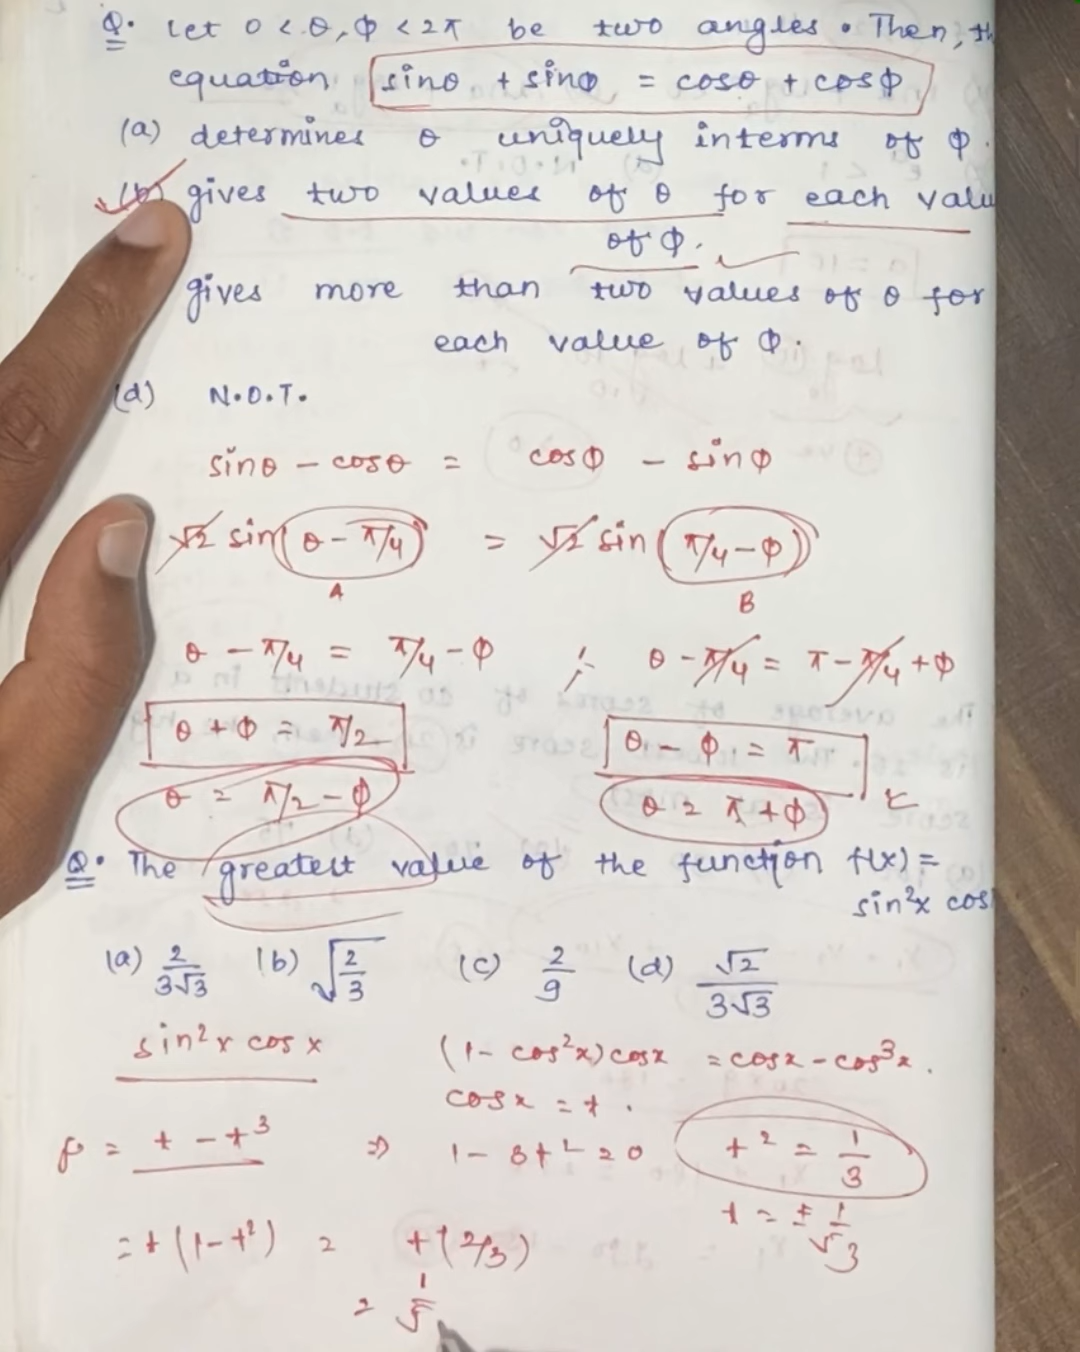 Q. Let 0 < θ, φ < 2π be two angles. Then, th
equation sinθ + sinφ = cosθ + cosφ
(a) determines θ uniquely interms of φ.
(b) gives two values of θ for each valu
of φ.
gives more than two values of θ for
each value of φ.
(d) N.O.T.
sinθ - cosθ = cosφ - sinφ
√2 sin(θ - π/4) = √2 sin(π/4 - φ)
A B
θ - π/4 = π/4 - φ ; θ - π/4 = π - π/4 + φ
θ + φ = π/2 θ - φ = π
θ = π/2 - φ θ = π + φ
Q. The greatest value of the function f(x) =
sin²x cos
(a) 2/3√3 (b) √2/3 (c) 2/9 (d) √2/3√3
sin²x cosx (1 - cos²x)cosx = cosx - cos³x.
cosx = t.
f = t - t³ ⇒ 1 - 3t² = 0 t² = 1/3
= t(1 - t²) = t(2/3) t = ± 1/√3
= 1/√